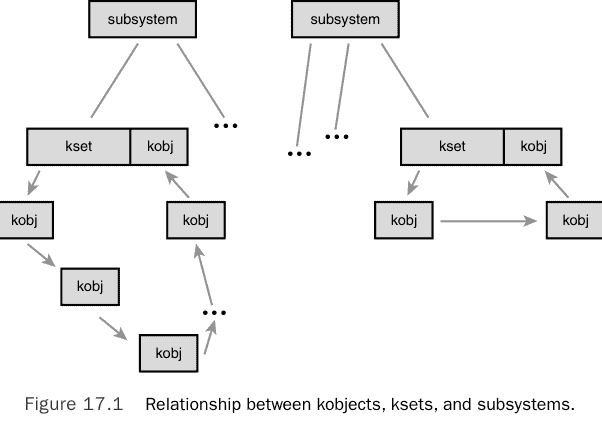 subsystem
subsystem
...
...
...
kset kobj
kset kobj
kobj
kobj
kobj
kobj
kobj
...
kobj
Figure 17.1 Relationship between kobjects, ksets, and subsystems.